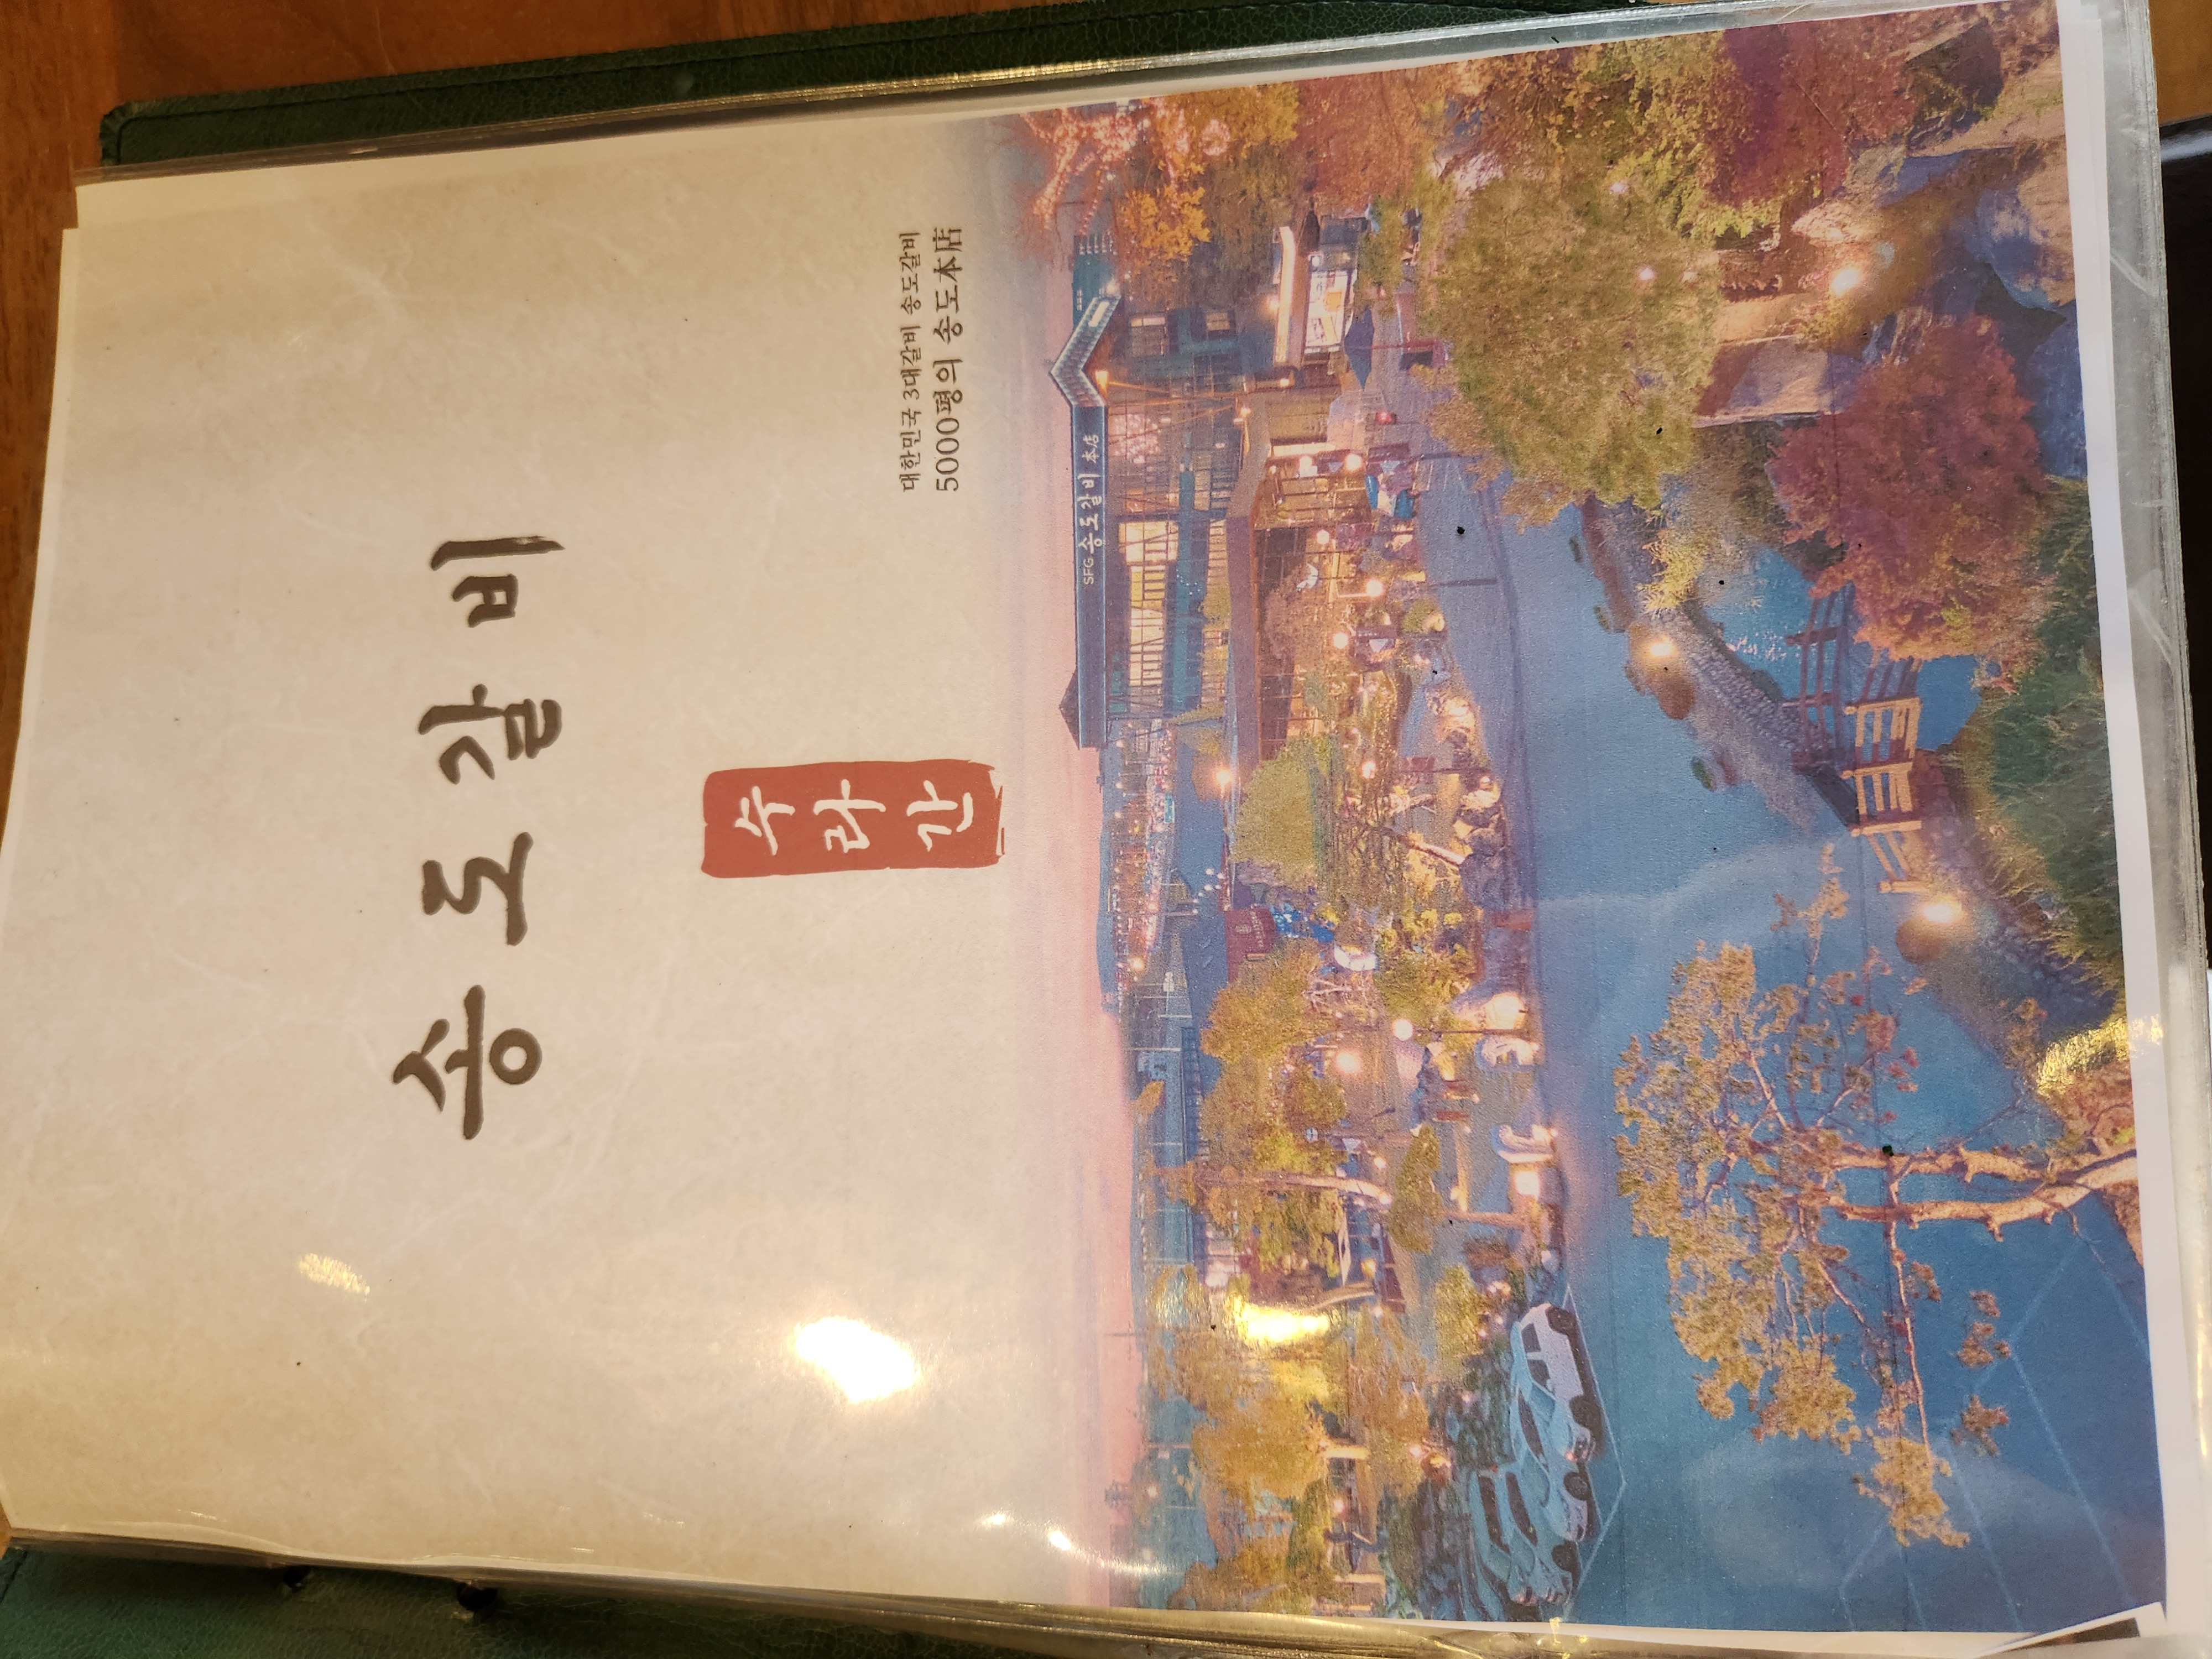 송도갈비
수라간
대한민국 3대갈비 송도갈비
5000평의 송도本店
SFG 송도갈비 本店